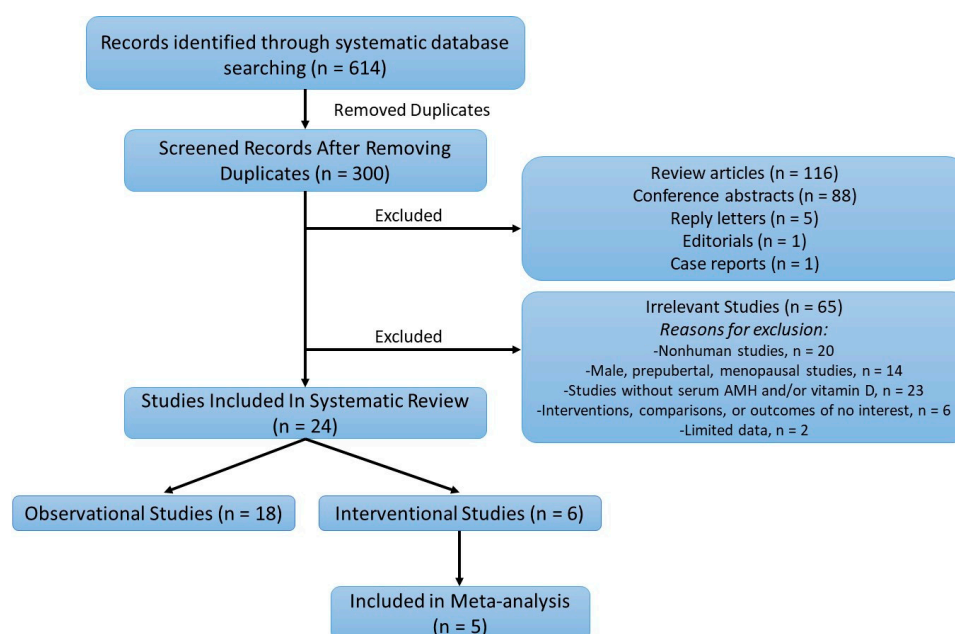 Records identified through systematic database
searching (n = 614)
Removed Duplicates
Screened Records After Removing
Duplicates (n = 300)
Excluded
Review articles (n = 116)
Conference abstracts (n = 88)
Reply letters (n = 5)
Editorials (n = 1)
Case reports (n = 1)
Excluded
Irrelevant Studies (n = 65)
Reasons for exclusion:
-Nonhuman studies, n = 20
-Male, prepubertal, menopausal studies, n = 14
-Studies without serum AMH and/or vitamin D, n = 23
-Interventions, comparisons, or outcomes of no interest, n = 6
-Limited data, n = 2
Studies Included In Systematic Review
(n = 24)
Observational Studies (n = 18)
Interventional Studies (n = 6)
Included in Meta-analysis
(n = 5)